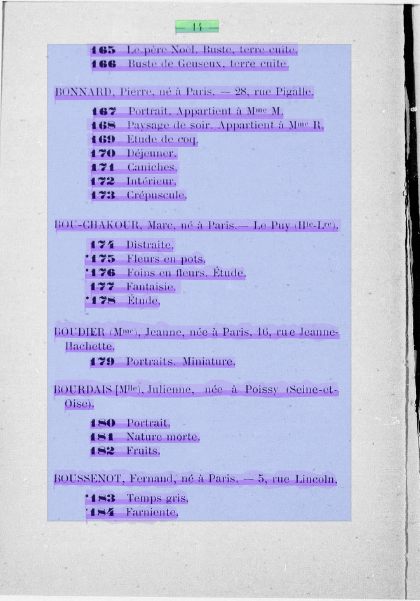 — 14 —
165 Le père Noël. Buste, terre cuite.
166 Buste de Gueusex, terre cuite.
BONNARD, Pierre, né à Paris. — 28, rue Pigalle.
167 Portrait. Appartient à Mme M.
168 Paysage de soir. Appartient à Mme R.
169 Etude de coq.
170 Déjeuner.
171 Caniches.
172 Intérieur.
173 Crépuscule.
BOU-CHAKOUR, Marc, né à Paris. — Le Puy (Hte-Lre).
174 Distraite.
*175 Fleurs en pots.
*176 Foins en fleurs. Étude.
177 Fantaisie.
*178 Étude.
BOUDIER (Mme), Jeanne, née à Paris. 16, rue Jeanne-
Hachette.
179 Portraits. Miniature.
BOURDAIS [Mlle), Julienne, née à Poissy (Seine-et-
Oise).
180 Portrait.
181 Nature morte.
182 Fruits.
BOUSSENOT, Fernand, né à Paris. — 5, rue Lincoln.
*183 Temps gris.
*184 Farniente.